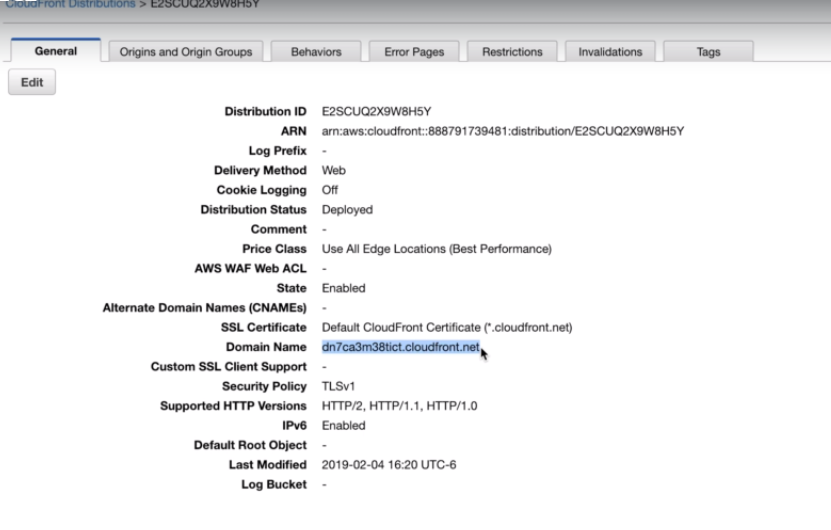 CloudFront Distributions > E2SCUQ2X9W8H5Y
General Origins and Origin Groups Behaviors Error Pages Restrictions Invalidations Tags
Edit
Distribution ID E2SCUQ2X9W8H5Y
ARN arn:aws:cloudfront::888791739481:distribution/E2SCUQ2X9W8H5Y
Log Prefix -
Delivery Method Web
Cookie Logging Off
Distribution Status Deployed
Comment -
Price Class Use All Edge Locations (Best Performance)
AWS WAF Web ACL -
State Enabled
Alternate Domain Names (CNAMEs) -
SSL Certificate Default CloudFront Certificate (*.cloudfront.net)
Domain Name dn7ca3m38tict.cloudfront.net
Custom SSL Client Support -
Security Policy TLSv1
Supported HTTP Versions HTTP/2, HTTP/1.1, HTTP/1.0
IPv6 Enabled
Default Root Object -
Last Modified 2019-02-04 16:20 UTC-6
Log Bucket -